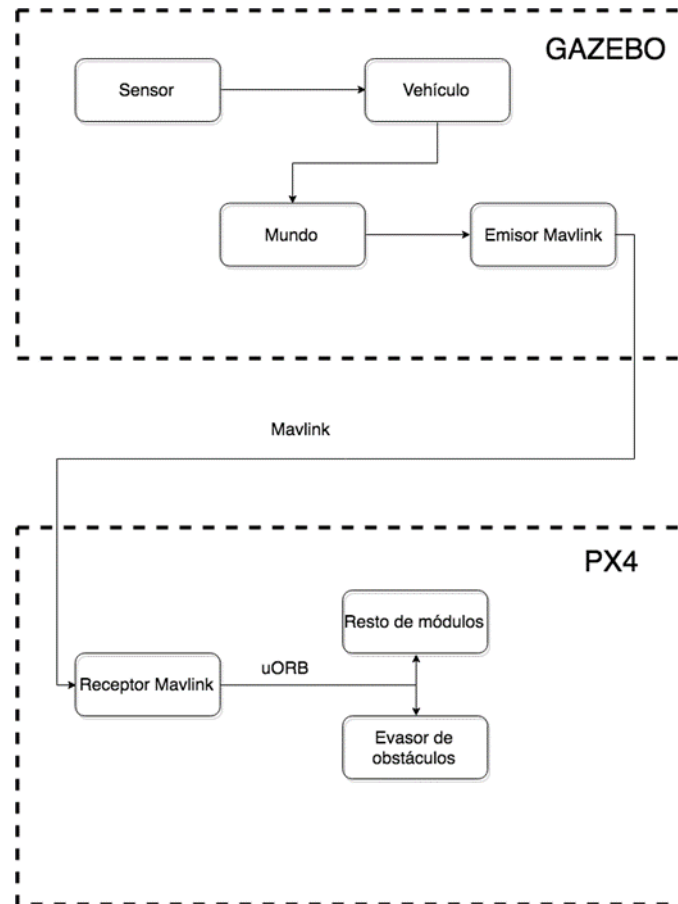 GAZEBO
Sensor
Vehículo
Mundo
Emisor Mavlink
Mavlink
PX4
Resto de módulos
uORB
Receptor Mavlink
Evasor de
obstáculos